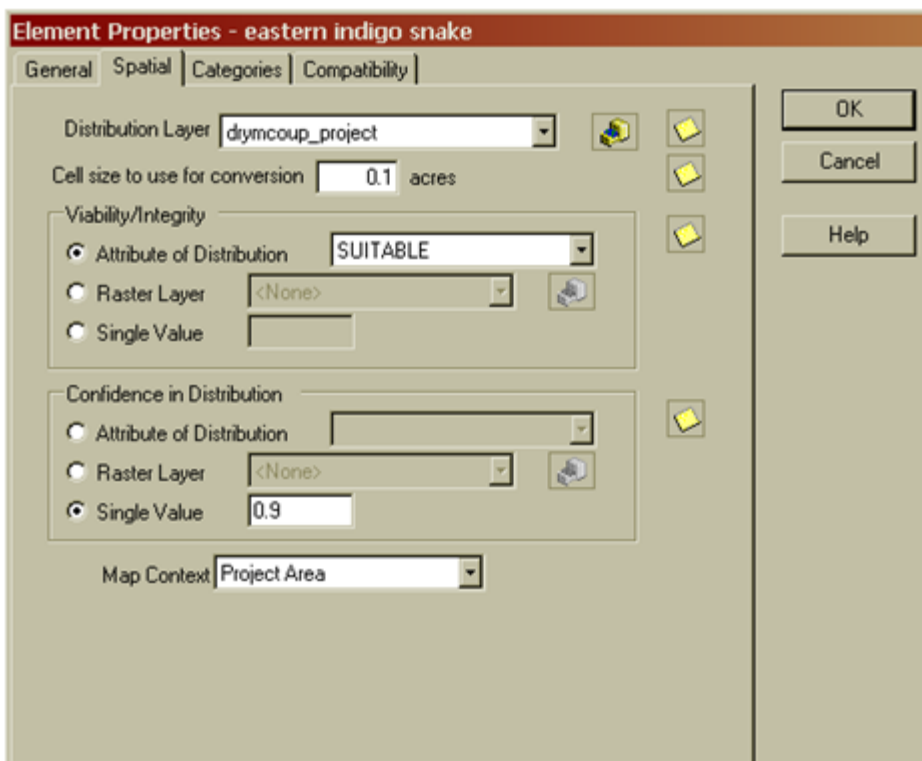 Element Properties - eastern indigo snake
General Spatial Categories Compatibility
Distribution Layer drymcoup_project
Cell size to use for conversion 0.1 acres
Viability/Integrity
Attribute of Distribution SUITABLE
Raster Layer <None>
Single Value
Confidence in Distribution
Attribute of Distribution
Raster Layer <None>
Single Value 0.9
Map Context Project Area
OK
Cancel
Help